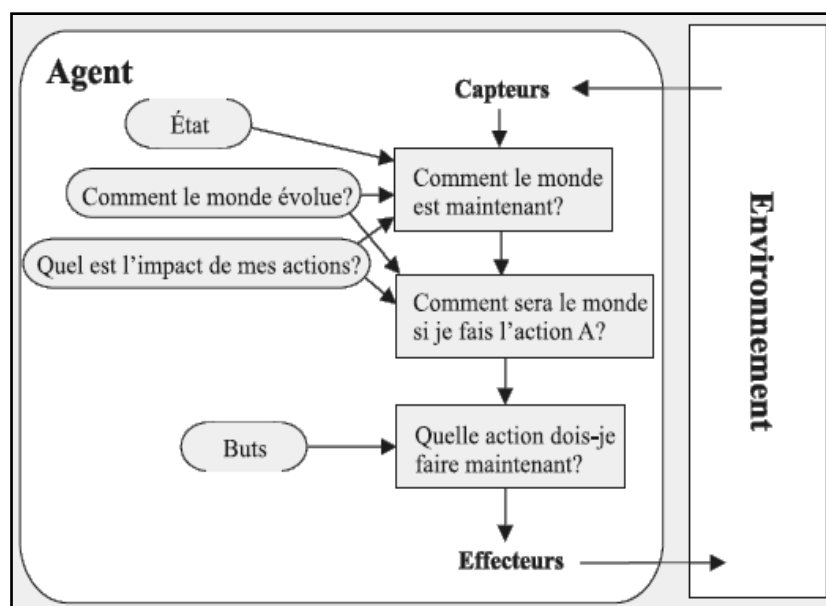 Agent
Capteurs
État
Comment le monde
est maintenant?
Comment le monde évolue?
Quel est l'impact de mes actions?
Comment sera le monde
si je fais l'action A?
Buts
Quelle action dois-je
faire maintenant?
Effecteurs
Environnement